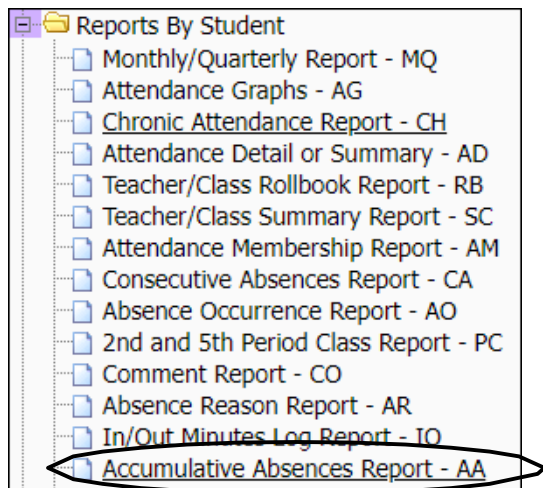 Reports By Student
Monthly/Quarterly Report - MQ
Attendance Graphs - AG
Chronic Attendance Report - CH
Attendance Detail or Summary - AD
Teacher/Class Rollbook Report - RB
Teacher/Class Summary Report - SC
Attendance Membership Report - AM
Consecutive Absences Report - CA
Absence Occurrence Report - AO
2nd and 5th Period Class Report - PC
Comment Report - CO
Absence Reason Report - AR
In/Out Minutes Log Report - IO
Accumulative Absences Report - AA